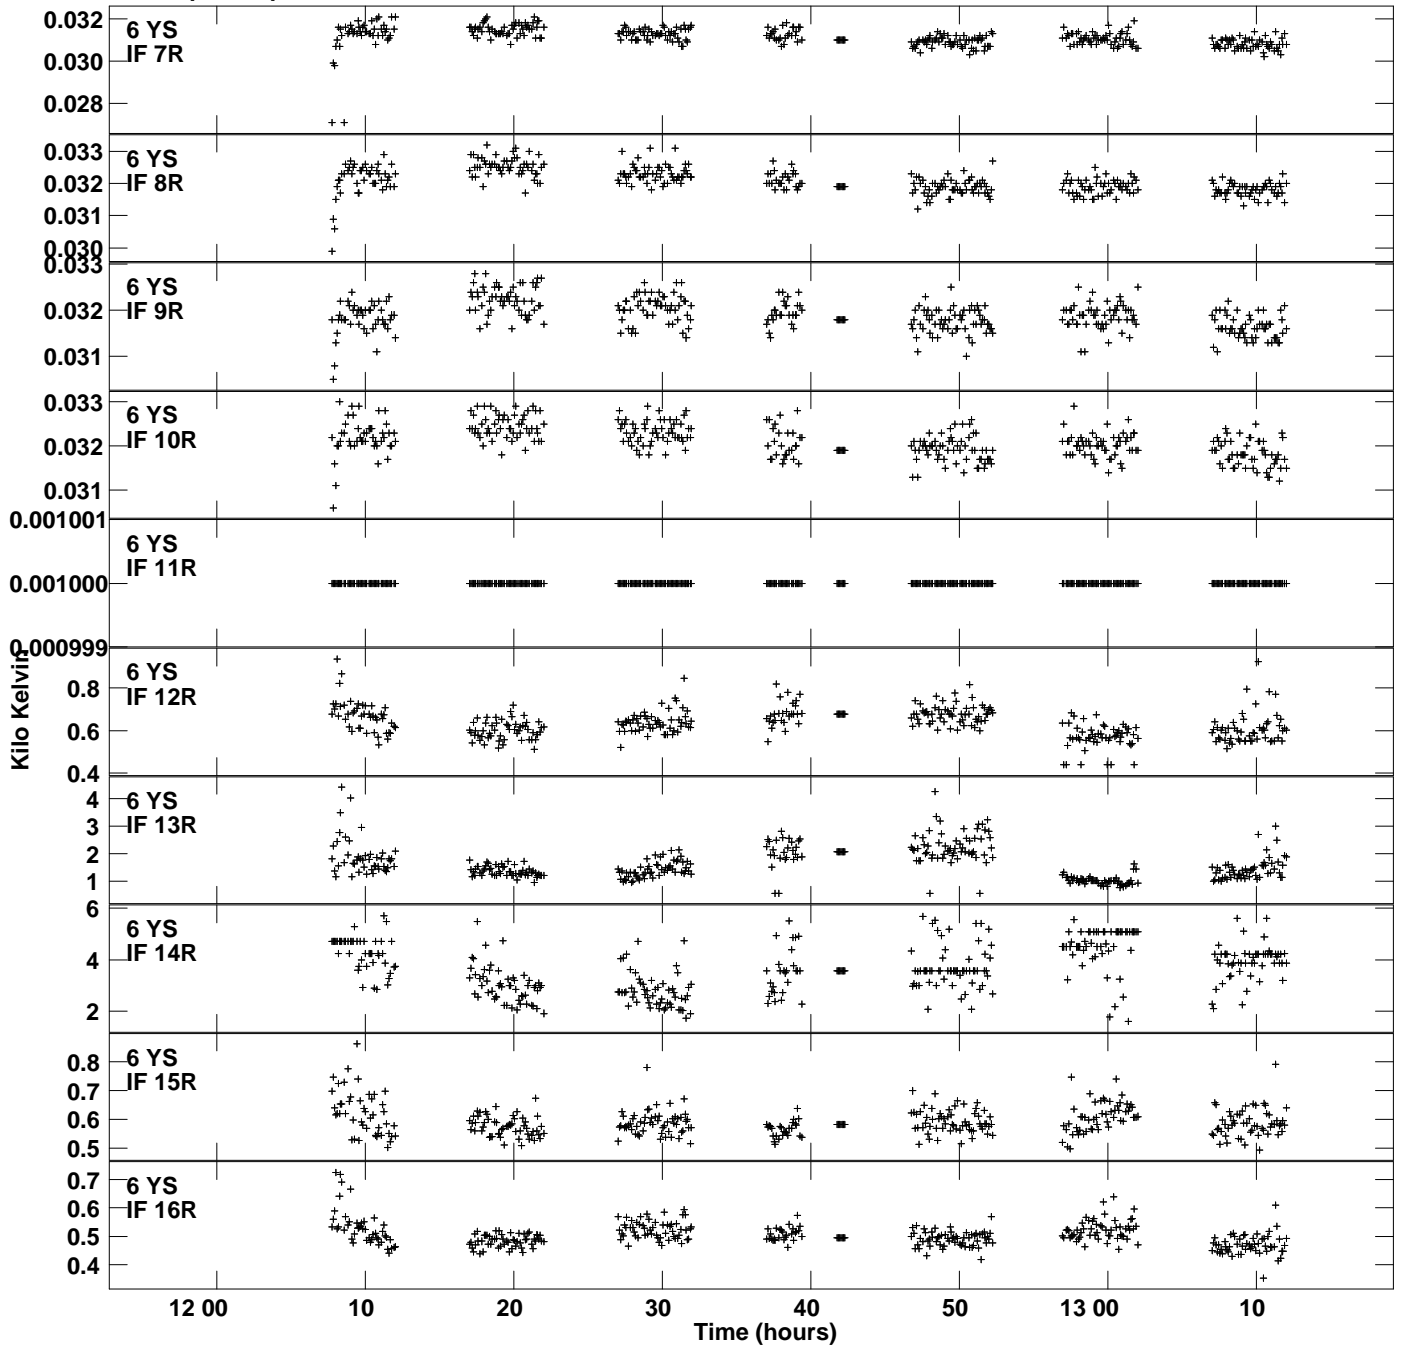 0.032
0.030
0.028
6 YS
IF 7R
0.033
0.032
0.031
0.030
6 YS
IF 8R
0.033
0.032
0.031
6 YS
IF 9R
0.033
0.032
0.031
6 YS
IF 10R
0.001001
0.001000
0.000999
6 YS
IF 11R
Kilo Kelvin
0.8
0.6
0.4
6 YS
IF 12R
4
3
2
1
6 YS
IF 13R
6
4
2
6 YS
IF 14R
0.8
0.7
0.6
0.5
6 YS
IF 15R
0.7
0.6
0.5
0.4
6 YS
IF 16R
12 00 10 20 30 40 50 13 00 10
Time (hours)